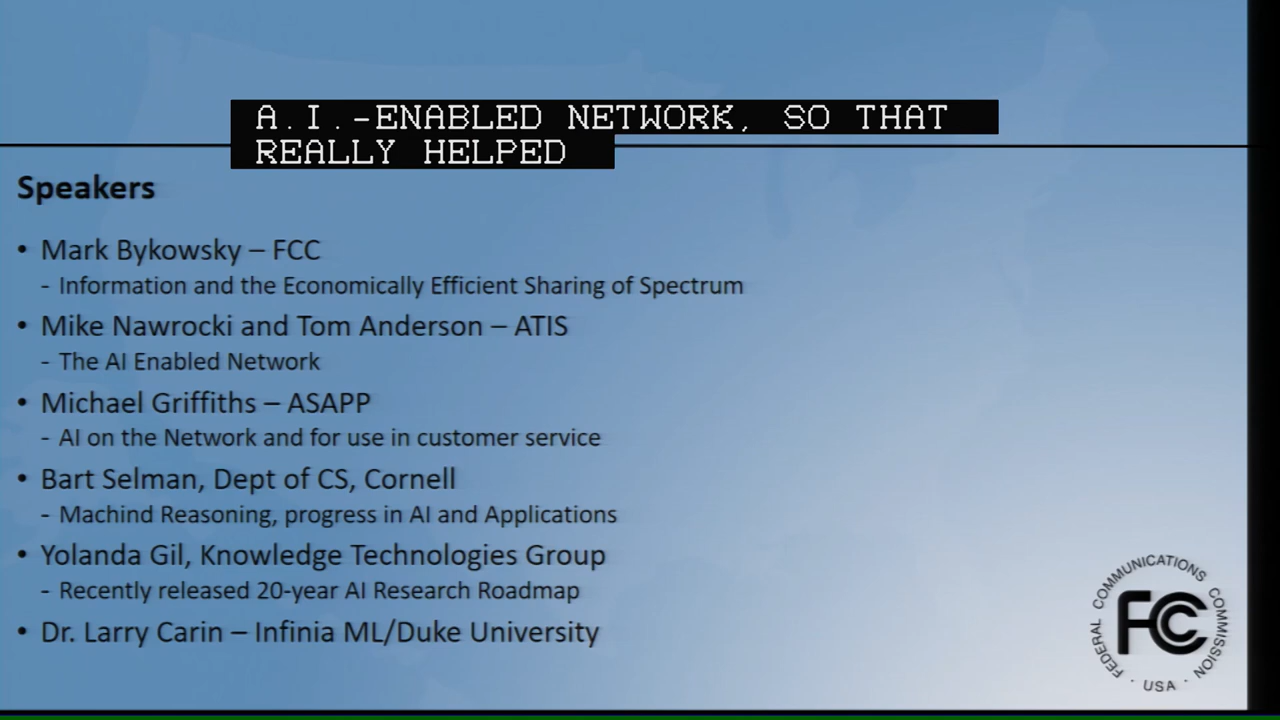 A.I.-ENABLED NETWORK, SO THAT
REALLY HELPED
Speakers
• Mark Bykowsky – FCC
- Information and the Economically Efficient Sharing of Spectrum
• Mike Nawrocki and Tom Anderson – ATIS
- The AI Enabled Network
• Michael Griffiths – ASAPP
- AI on the Network and for use in customer service
• Bart Selman, Dept of CS, Cornell
- Machind Reasoning, progress in AI and Applications
• Yolanda Gil, Knowledge Technologies Group
- Recently released 20-year AI Research Roadmap
• Dr. Larry Carin – Infinia ML/Duke University
FEDERAL COMMUNICATIONS COMMISSION
FCC
· USA ·